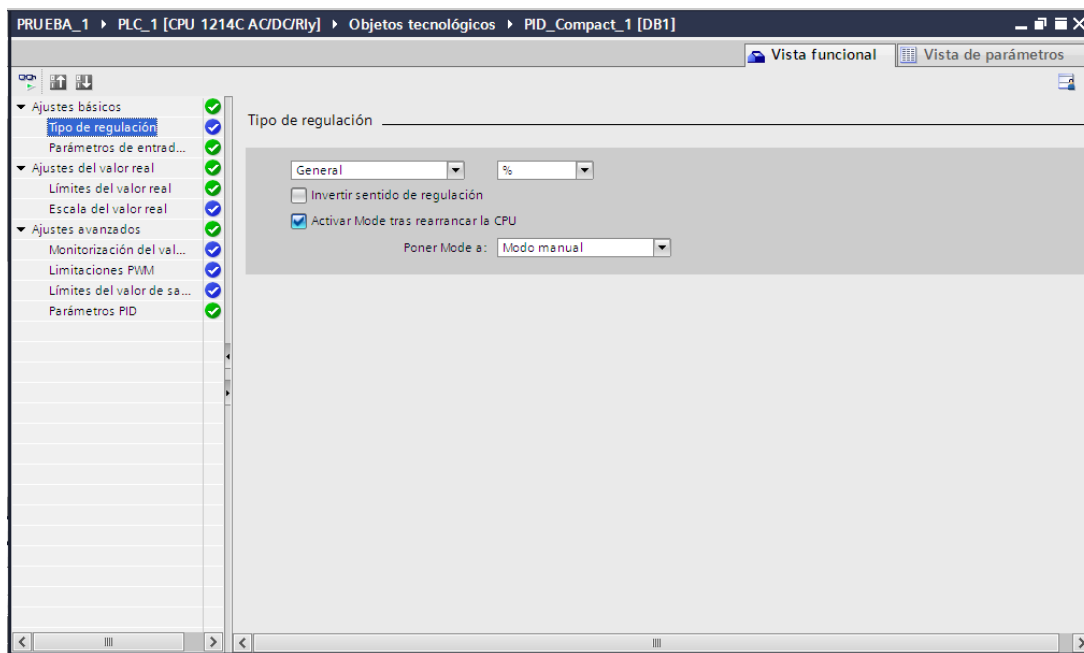 PRUEBA_1 ▸ PLC_1 [CPU 1214C AC/DC/Rly] ▸ Objetos tecnológicos ▸ PID_Compact_1 [DB1]
Vista funcional
Vista de parámetros
Ajustes básicos
Tipo de regulación
Parámetros de entrad...
Ajustes del valor real
Límites del valor real
Escala del valor real
Ajustes avanzados
Monitorización del val...
Limitaciones PWM
Límites del valor de sa...
Parámetros PID
Tipo de regulación
General
%
Invertir sentido de regulación
Activar Mode tras rearrancar la CPU
Poner Mode a: Modo manual